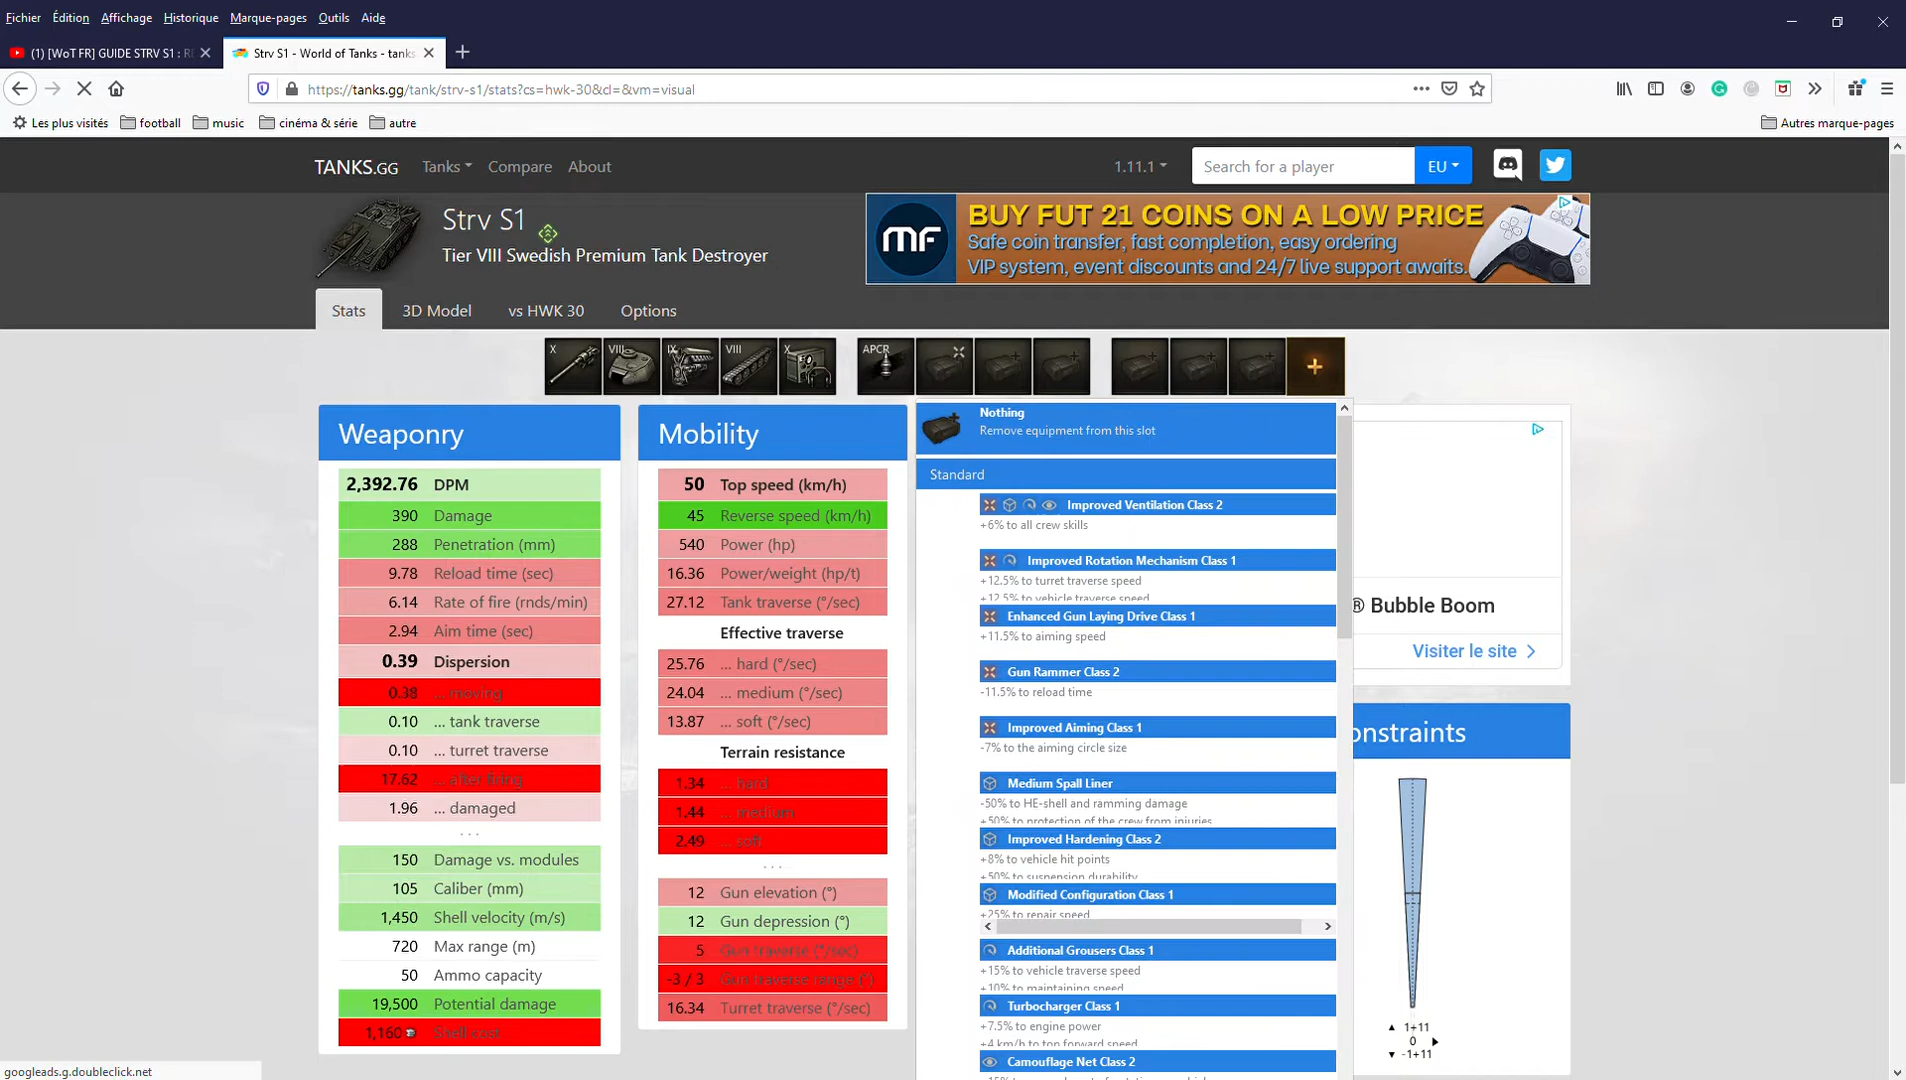 Fichier Édition Affichage Historique Marque-pages Outils Aide
(1) [WoT FR] GUIDE STRV S1 : R
Strv S1 - World of Tanks - tanks
https://tanks.gg/tank/strv-s1/stats?cs=hwk-30&cl=&vm=visual
Les plus visités football music cinéma & série autre Autres marque-pages
TANKS.GG Tanks Compare About 1.11.1 Search for a player EU
Strv S1
Tier VIII Swedish Premium Tank Destroyer
MF
BUY FUT 21 COINS ON A LOW PRICE
Safe coin transfer, fast completion, easy ordering
VIP system, event discounts and 24/7 live support awaits.
Stats 3D Model vs HWK 30 Options
X VIII IX VIII X APCR
Weaponry
2,392.76 DPM
390 Damage
288 Penetration (mm)
9.78 Reload time (sec)
6.14 Rate of fire (rnds/min)
2.94 Aim time (sec)
0.39 Dispersion
0.38 ... moving
0.10 ... tank traverse
0.10 ... turret traverse
17.62 ... after firing
1.96 ... damaged
...
150 Damage vs. modules
105 Caliber (mm)
1,450 Shell velocity (m/s)
720 Max range (m)
50 Ammo capacity
19,500 Potential damage
1,160 Shell cost
Mobility
50 Top speed (km/h)
45 Reverse speed (km/h)
540 Power (hp)
16.36 Power/weight (hp/t)
27.12 Tank traverse (°/sec)
Effective traverse
25.76 ... hard (°/sec)
24.04 ... medium (°/sec)
13.87 ... soft (°/sec)
Terrain resistance
1.34 ... hard
1.44 ... medium
2.49 ... soft
...
12 Gun elevation (°)
12 Gun depression (°)
5 Gun traverse (°/sec)
-3 / 3 Gun traverse range (°)
16.34 Turret traverse (°/sec)
Nothing
Remove equipment from this slot
Standard
Improved Ventilation Class 2
+6% to all crew skills
Improved Rotation Mechanism Class 1
+12.5% to turret traverse speed
+12.5% to vehicle traverse speed
Enhanced Gun Laying Drive Class 1
+11.5% to aiming speed
Gun Rammer Class 2
-11.5% to reload time
Improved Aiming Class 1
-7% to the aiming circle size
Medium Spall Liner
-50% to HE-shell and ramming damage
+50% to protection of the crew from injuries
Improved Hardening Class 2
+8% to vehicle hit points
+50% to suspension durability
Modified Configuration Class 1
+25% to repair speed
Additional Grousers Class 1
+15% to vehicle traverse speed
+10% to maintaining speed
Turbocharger Class 1
+7.5% to engine power
+4 km/h to top forward speed
Camouflage Net Class 2
® Bubble Boom
Visiter le site
onstraints
1+11
0
-1+11
googleads.g.doubleclick.net